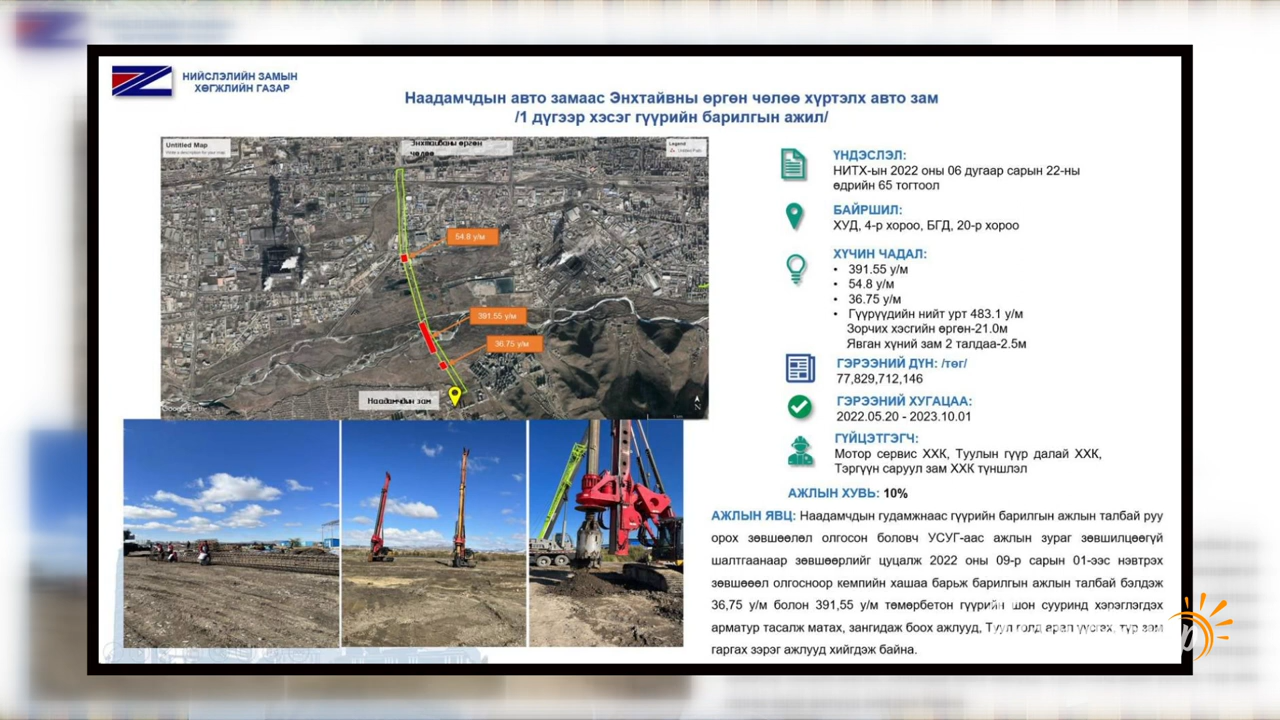 НИЙСЛЭЛИЙН ЗАМЫН
ХӨГЖЛИЙН ГАЗАР
Наадамчдын авто замаас Энхтайвны өргөн чөлөө хүртэлх авто зам
/1 дүгээр хэсэг гүүрийн барилгын ажил/
Untitled Map
Энхтайваны өргөн
чөлөө
Legend
54.8 у/м
391.55 у/м
36.75 у/м
Наадамчдын зам
N
ҮНДЭСЛЭЛ:
НИТХ-ын 2022 оны 06 дугаар сарын 22-ны
өдрийн 65 тогтоол
БАЙРШИЛ:
ХУД, 4-р хороо, БГД, 20-р хороо
ХҮЧИН ЧАДАЛ:
• 391.55 у/м
• 54.8 у/м
• 36.75 у/м
• Гүүрүүдийн нийт урт 483.1 у/м
Зорчих хэсгийн өргөн-21.0м
Явган хүний зам 2 талдаа-2.5м
ГЭРЭЭНИЙ ДҮН: /төг/
77,829,712,146
ГЭРЭЭНИЙ ХУГАЦАА:
2022.05.20 - 2023.10.01
ГҮЙЦЭТГЭГЧ:
Мотор сервис ХХК, Туулын гүүр далай ХХК,
Тэргүүн саруул зам ХХК түншлэл
АЖЛЫН ХУВЬ: 10%
АЖЛЫН ЯВЦ: Наадамчдын гудамжнаас гүүрийн барилгын ажлын талбай руу
орох зөвшөөлөл олгосон боловч УСУГ-аас ажлын зураг зөвшилцөөгүй
шалтгаанаар зөвшөөрлийг цуцалж 2022 оны 09-р сарын 01-ээс нэвтрэх
зөвшөөөл олгосноор кемпийн хашаа барьж барилгын ажлын талбай бэлдэж
36,75 у/м болон 391,55 у/м төмөрбетон гүүрийн шон сууринд хэрэглэгдэх
арматур тасалж матах, зангидаж боох ажлууд, Туул голд арал үүсгэх, түр зам
гаргах зэрэг ажлууд хийгдэж байна.